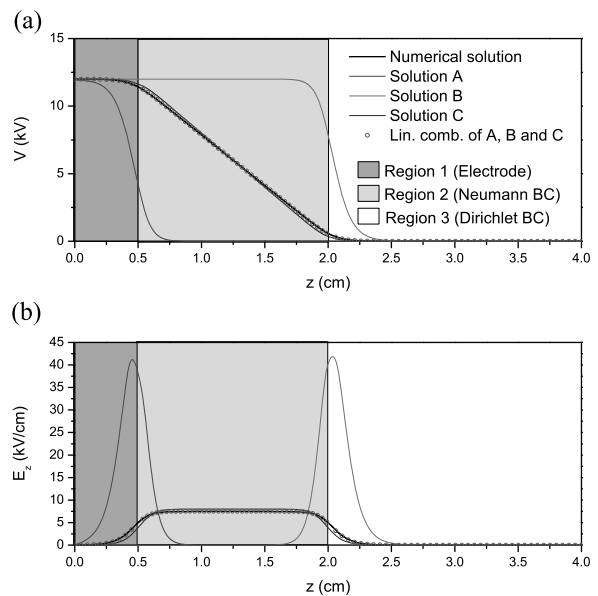 (a)
15
10
5
0
V (kV)
Numerical solution
Solution A
Solution B
Solution C
Lin. comb. of A, B and C
Region 1 (Electrode)
Region 2 (Neumann BC)
Region 3 (Dirichlet BC)
0.0 0.5 1.0 1.5 2.0 2.5 3.0 3.5 4.0
z (cm)
(b)
45
40
35
30
25
20
15
10
5
0
E_z (kV/cm)
0.0 0.5 1.0 1.5 2.0 2.5 3.0 3.5 4.0
z (cm)